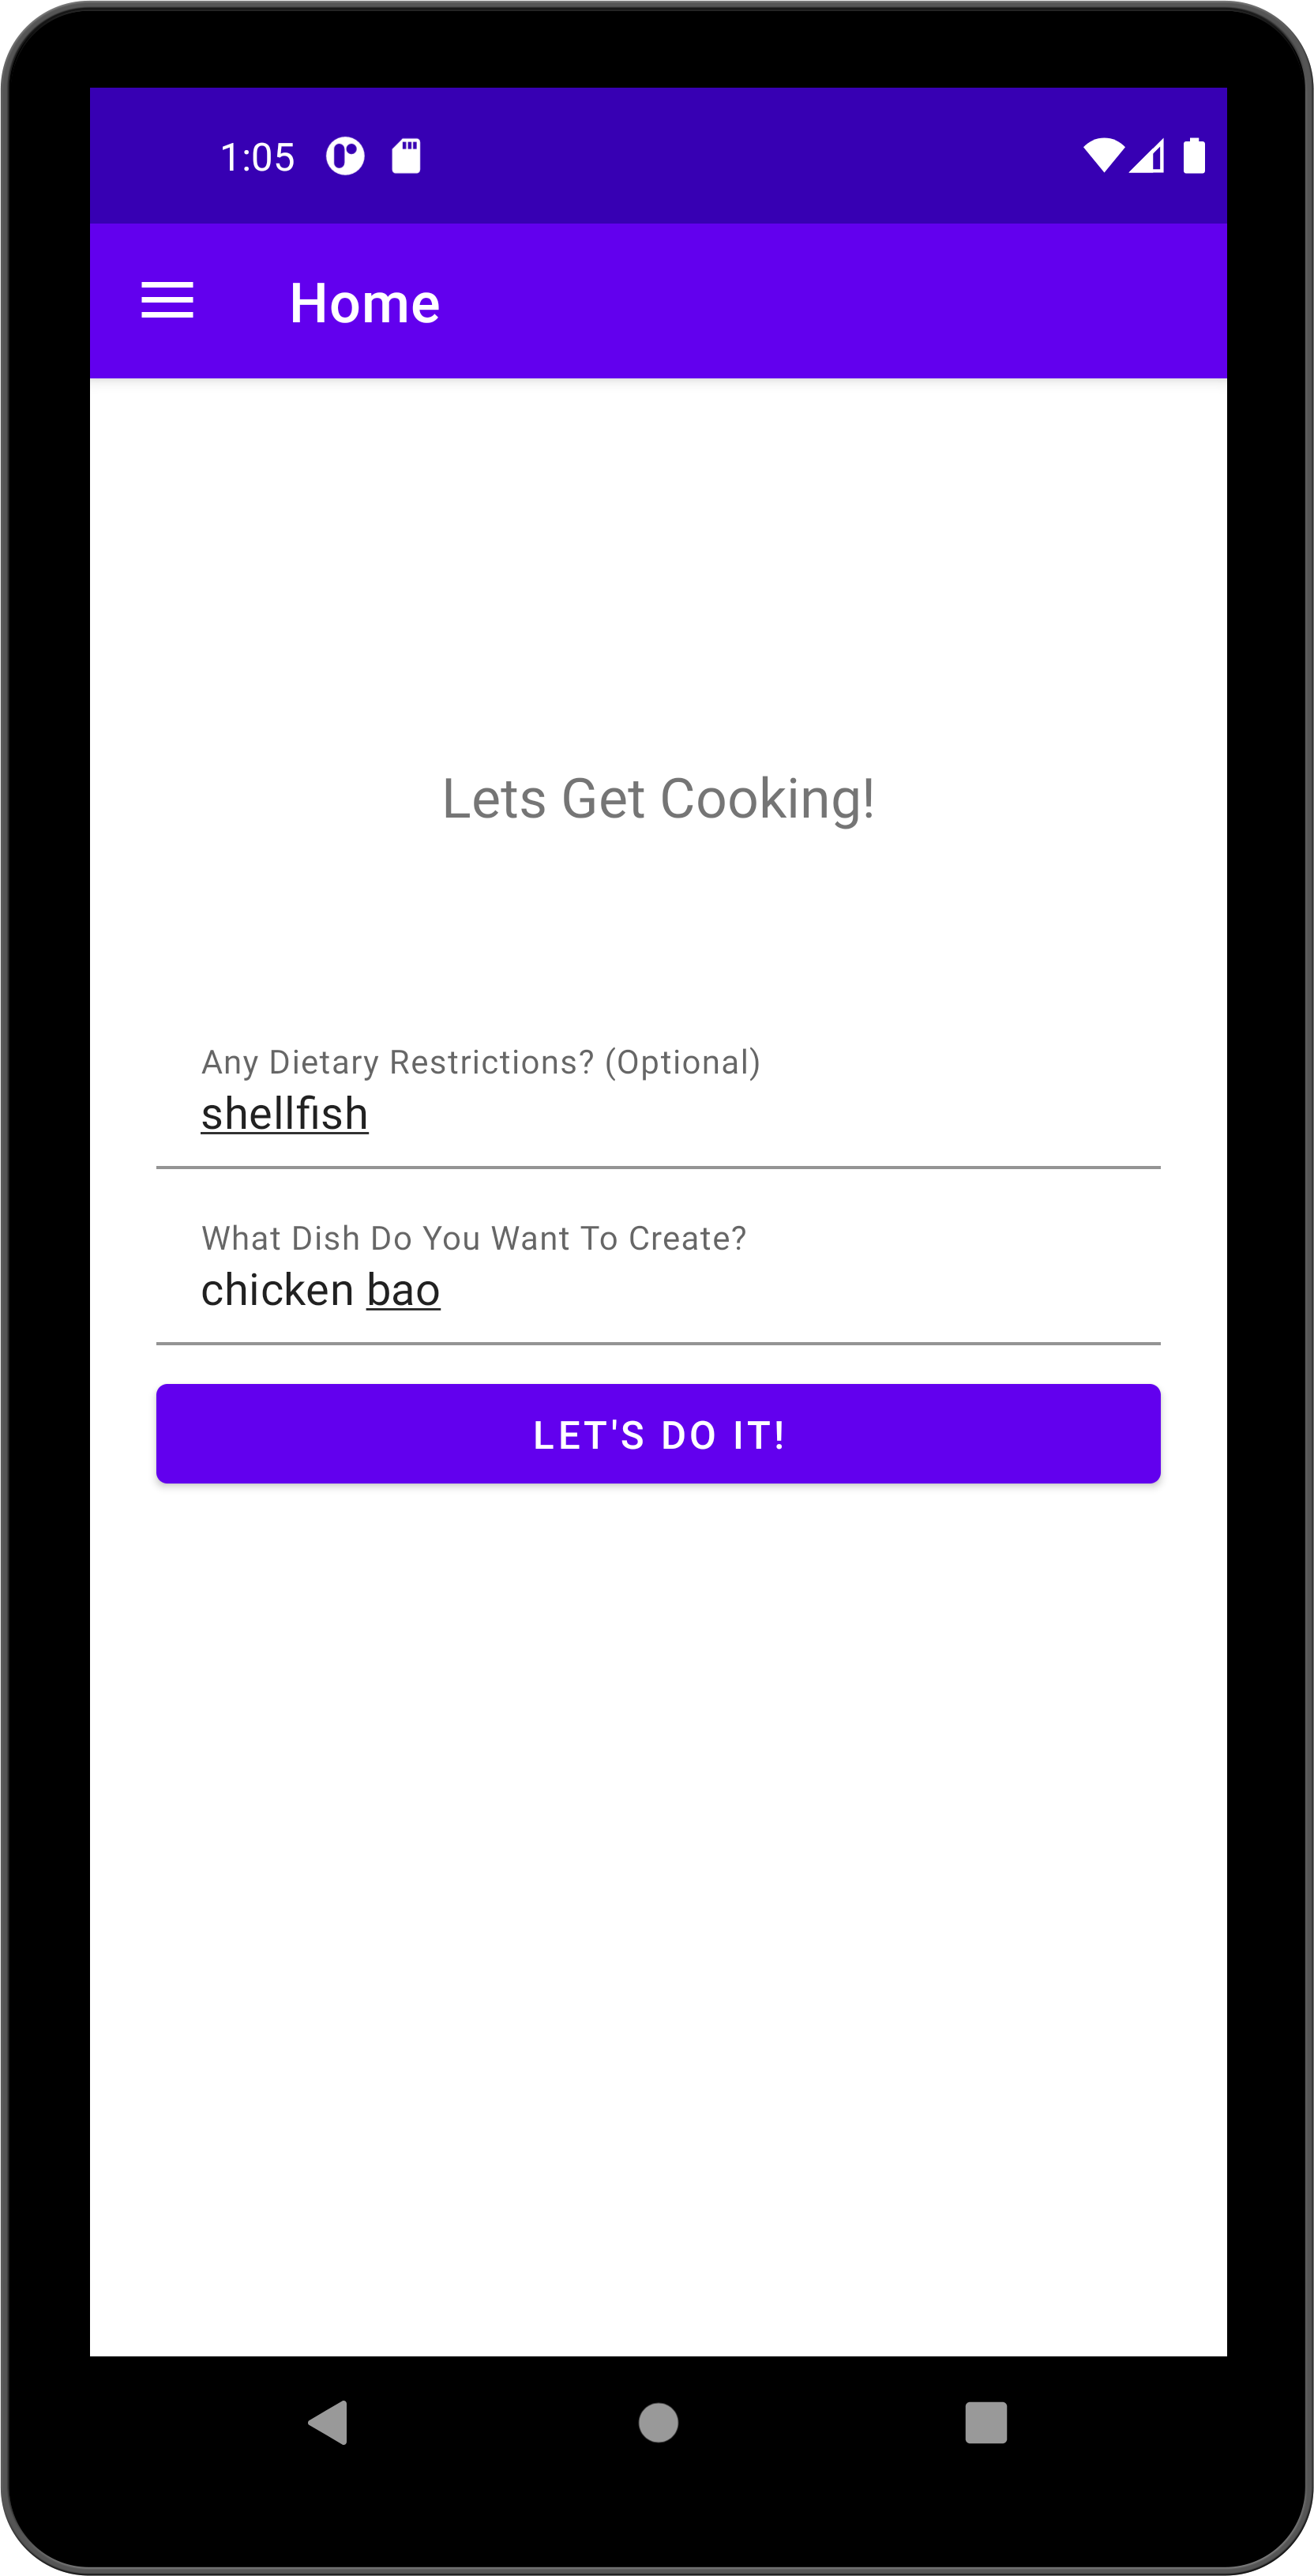 1:05
Home
Lets Get Cooking!
Any Dietary Restrictions? (Optional)
shellfish
What Dish Do You Want To Create?
chicken bao
LET'S DO IT!